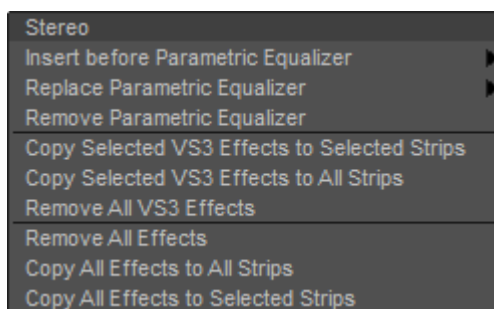 Stereo
Insert before Parametric Equalizer
Replace Parametric Equalizer
Remove Parametric Equalizer
Copy Selected VS3 Effects to Selected Strips
Copy Selected VS3 Effects to All Strips
Remove All VS3 Effects
Remove All Effects
Copy All Effects to All Strips
Copy All Effects to Selected Strips